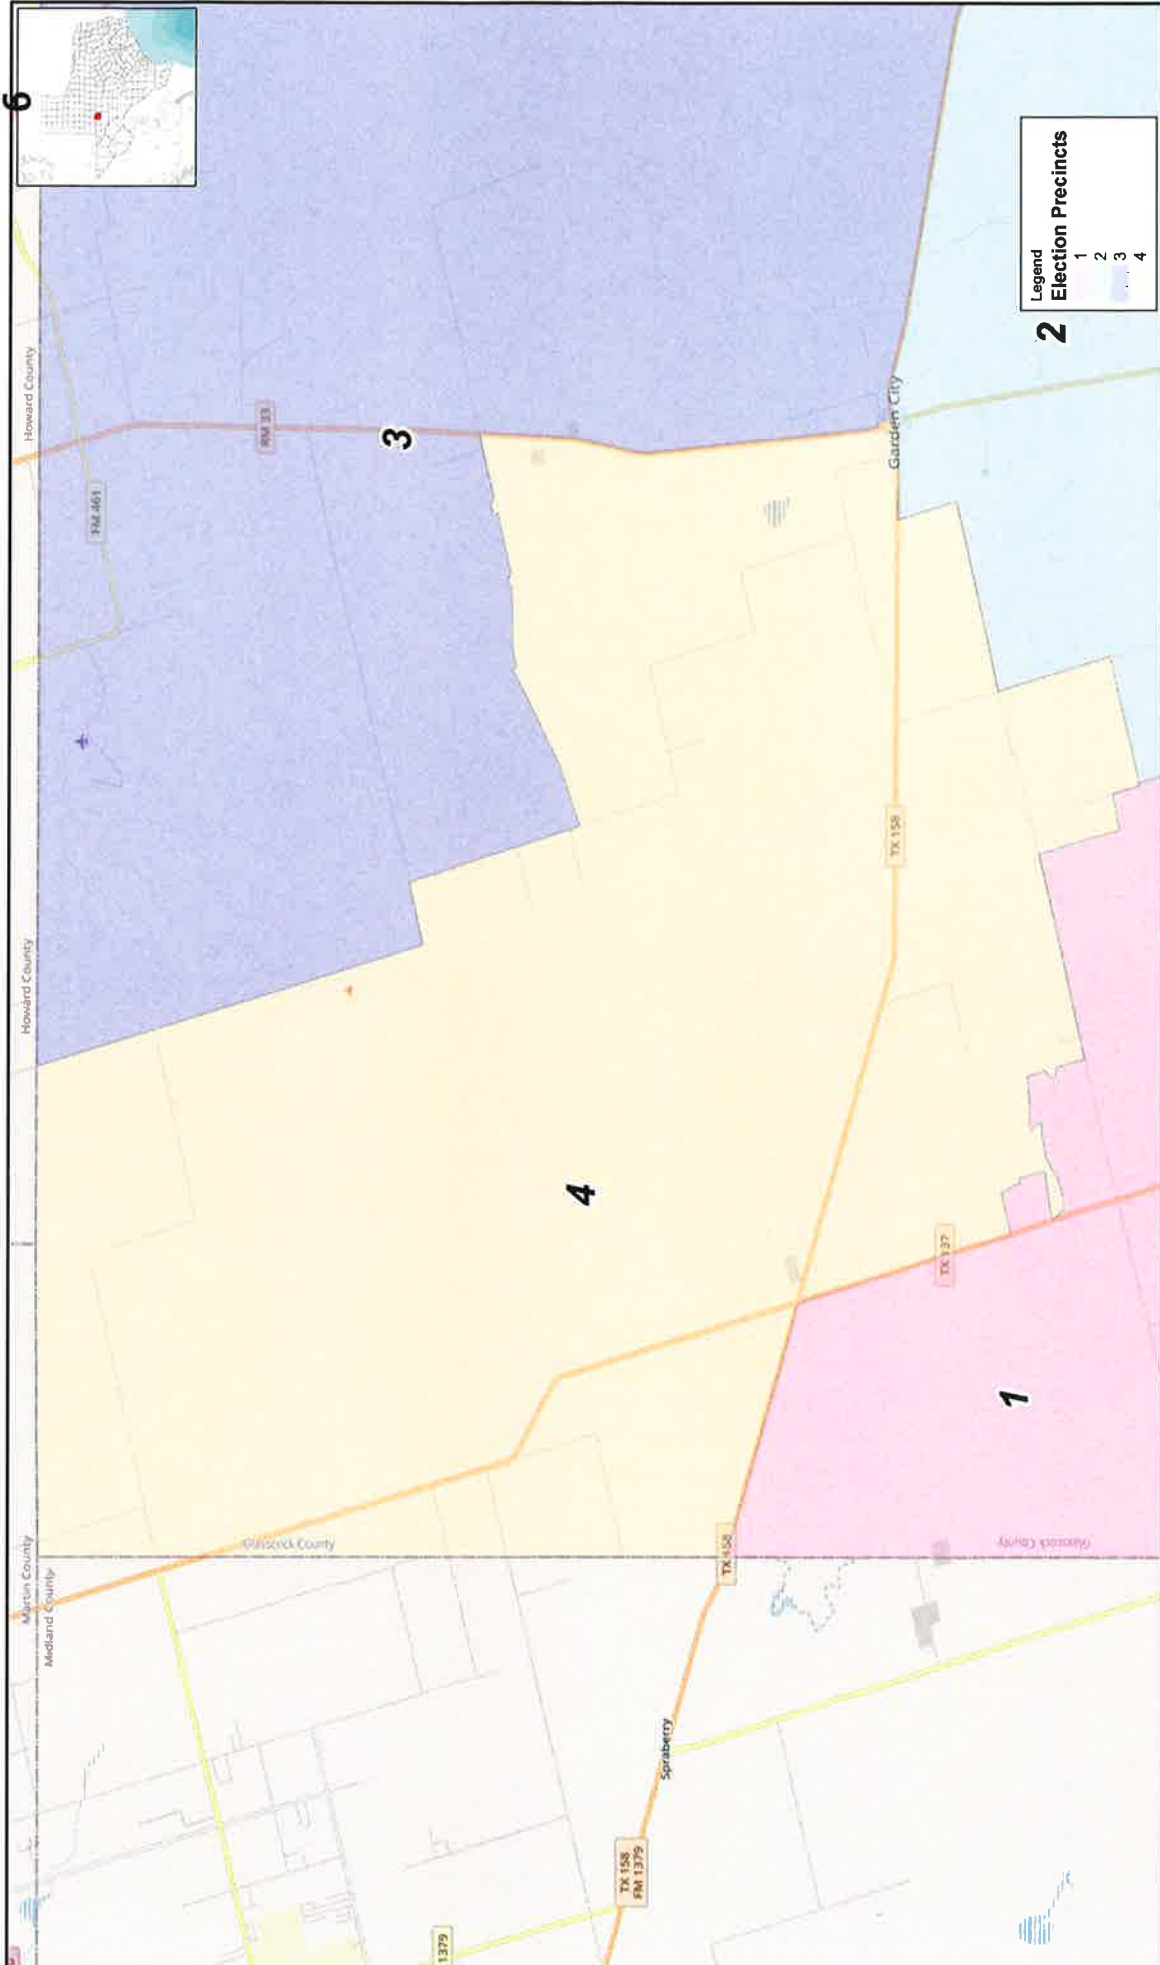 6
Howard County
Howard County
Martin County
Midland County
FM 461
RM 33
3
Glasscock County
4
1379
TX 158
FM 1379
Spraberry
TX 158
TX 158
Garden City
TX 137
1
Glasscock County
2
Legend
Election Precincts
1
2
3
4